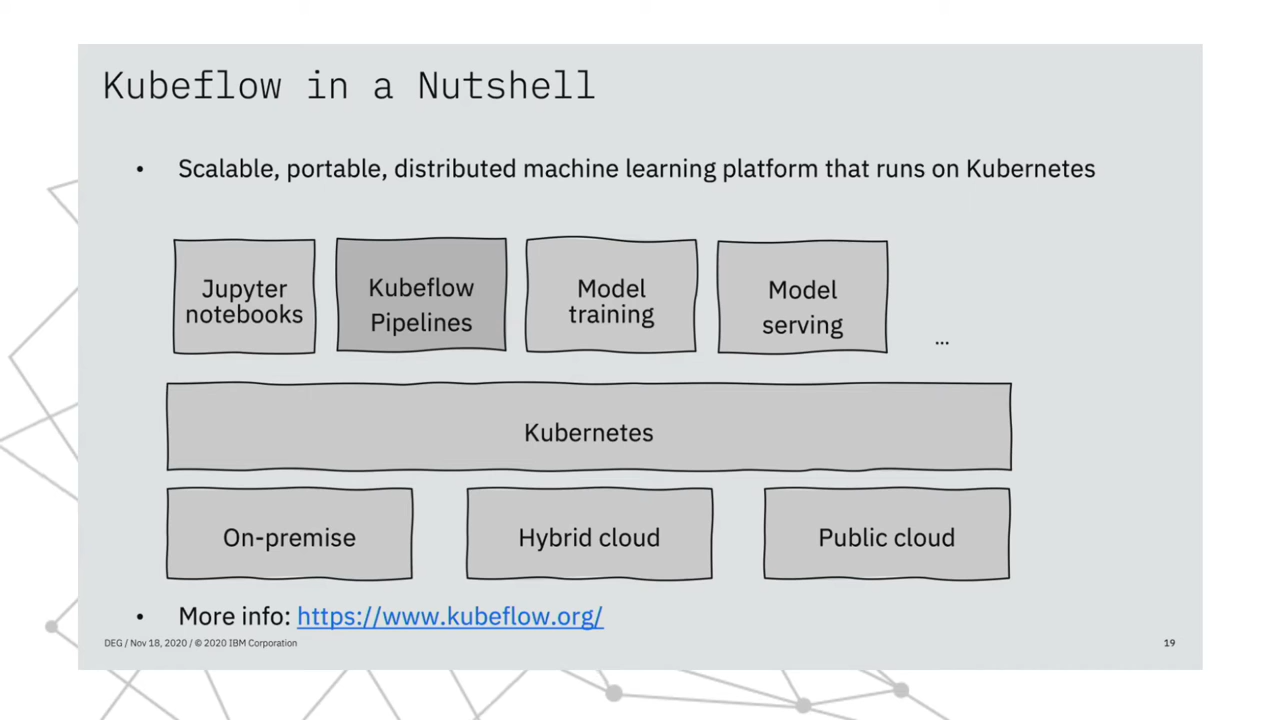 Kubeflow in a Nutshell
• Scalable, portable, distributed machine learning platform that runs on Kubernetes
Jupyter
notebooks
Kubeflow
Pipelines
Model
training
Model
serving
...
Kubernetes
On-premise
Hybrid cloud
Public cloud
• More info: https://www.kubeflow.org/
DEG / Nov 18, 2020 / © 2020 IBM Corporation
19